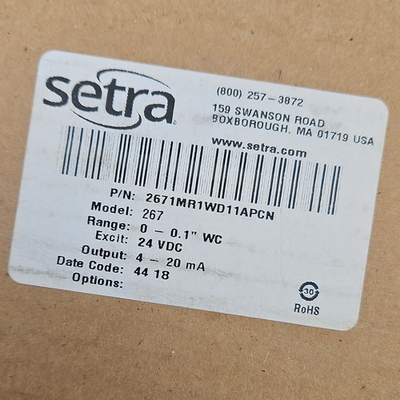 setra
(800) 257-3872
159 SWANSON ROAD
BOXBOROUGH, MA 01719 USA
www.setra.com
P/N: 2671MR1WD11APCN
Model: 267
Range: 0 - 0.1" WC
Excit: 24 VDC
Output: 4 - 20 mA
Date Code: 44 18
Options:
30
RoHS